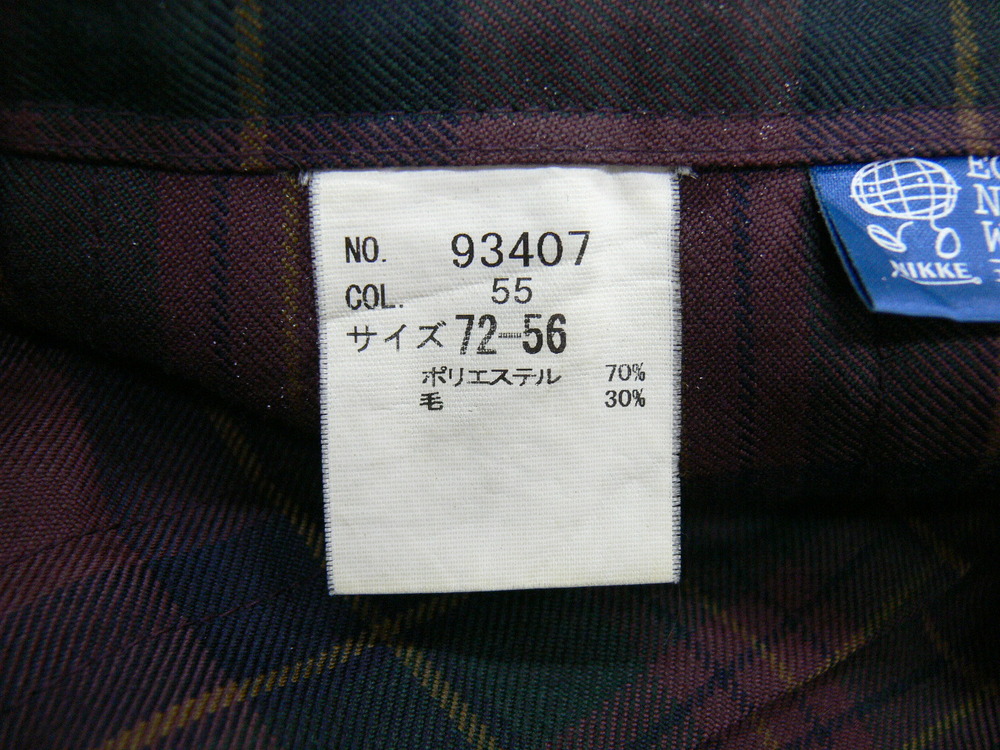 NO. 93407
COL. 55
サイズ 72-56
ポリエステル 70%
毛 30%
NIKKE